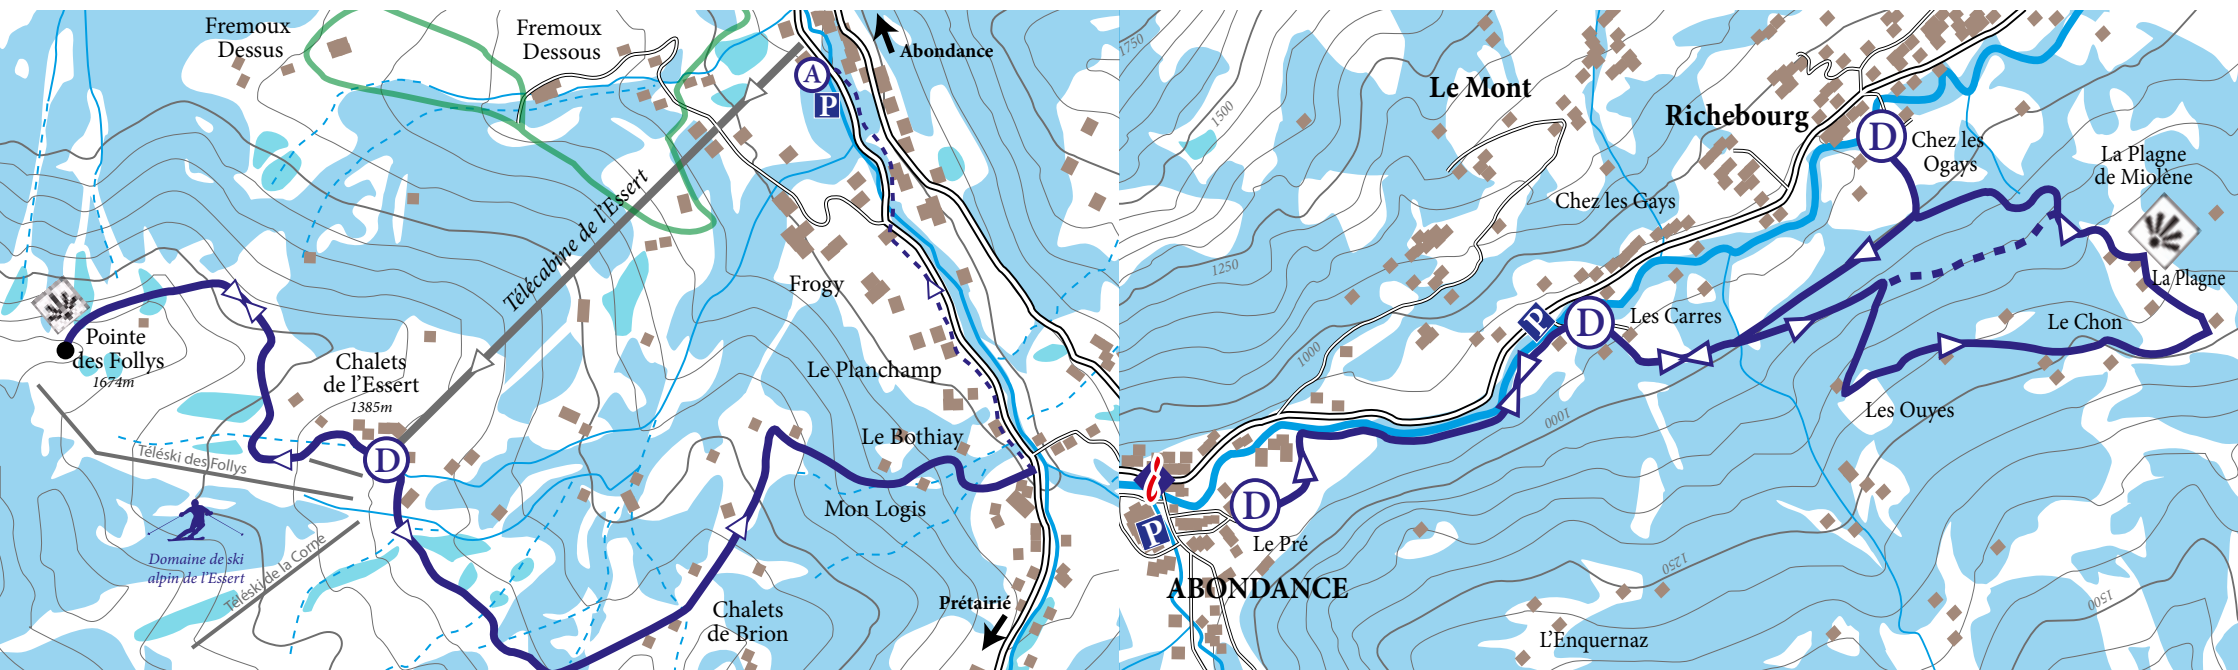 Fremoux
Dessus
Fremoux
Dessous
Abondance
A
P
Télécabine de l'Essert
Frogy
Pointe
des Follys
1674m
Chalets
de l'Essert
1385m
Le Planchamp
Le Bothiay
D
Téléski des Follys
Mon Logis
Domaine de ski
alpin de l'Essert
Téléski de la Corne
Chalets
de Brion
Prétairié
1750
1500
Le Mont
Richebourg
D
Chez les
Ogays
La Plagne
de Miolène
Chez les Gays
1250
La Plagne
P
D
Les Carres
Le Chon
1000
Les Ouyes
1000
i
D
P
Le Pré
ABONDANCE
1250
1500
L'Enquernaz